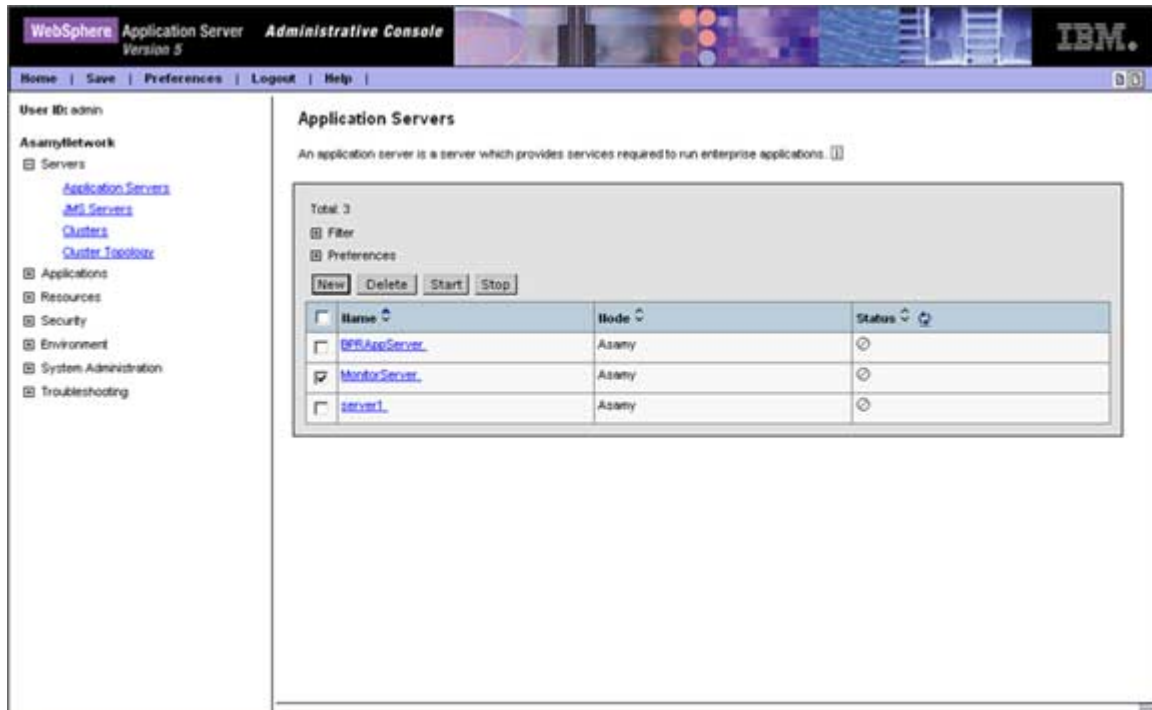 WebSphere Application Server Administrative Console
Version 5
IBM.
Home | Save | Preferences | Logout | Help |
User ID: admin
AsamyNetwork
Servers
Application Servers
JMS Servers
Clusters
Cluster Topology
Applications
Resources
Security
Environment
System Administration
Troubleshooting
Application Servers
An application server is a server which provides services required to run enterprise applications. i
Total: 3
Filter
Preferences
New Delete Start Stop
Name Node Status
BPRAppServer
Asamy
MonitorServer
Asamy
server1
Asamy